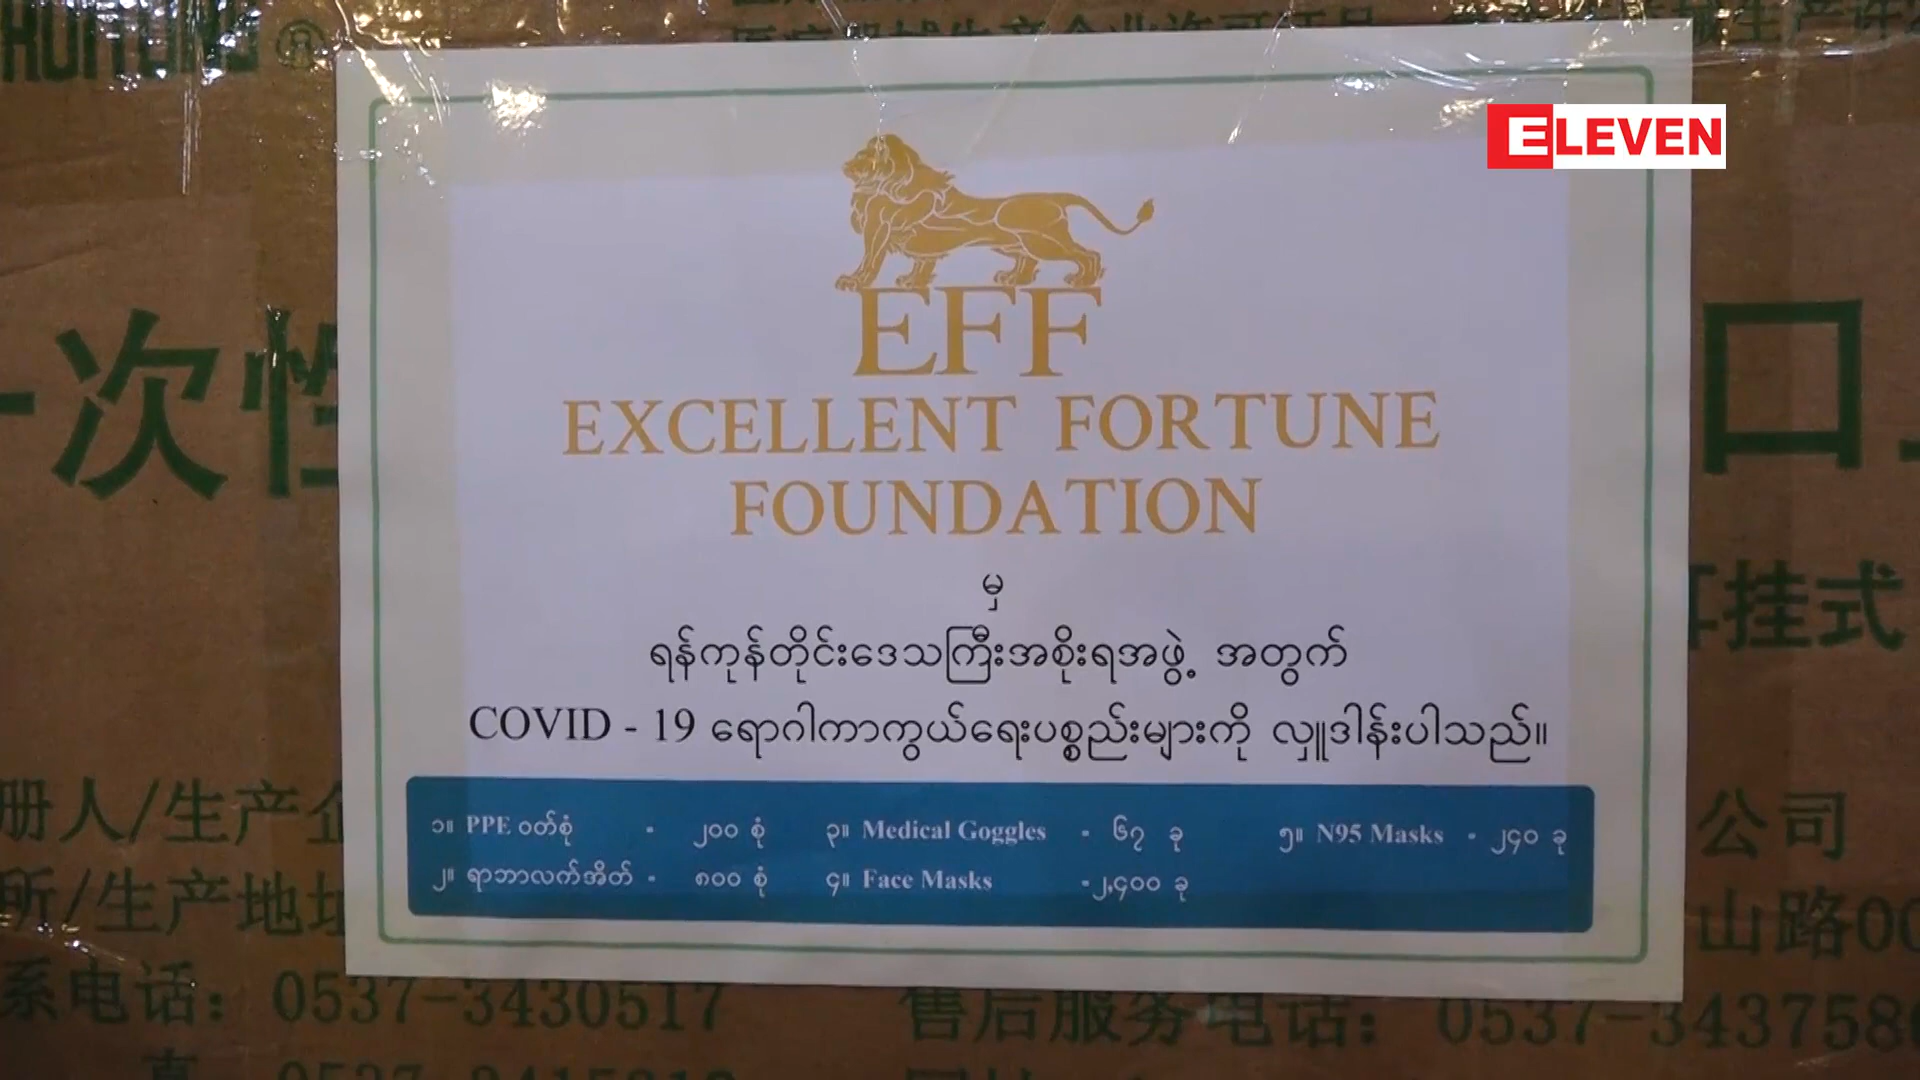 ELEVEN
EFF
EXCELLENT FORTUNE
FOUNDATION
မှ
ရန်ကုန်တိုင်းဒေသကြီးအစိုးရအဖွဲ့ အတွက်
COVID - 19 ရောဂါကာကွယ်ရေးပစ္စည်းများကို လှူဒါန်းပါသည်။
၁။ PPE ဝတ်စုံ - ၂၀၀ စုံ ၃။ Medical Goggles - ၆၇ ခု ၅။ N95 Masks - ၂၄၀ ခု
၂။ ရာဘာလက်အိတ် - ၈၀၀ စုံ ၄။ Face Masks -၂,၄၀၀ ခု
一次性 口
挂式
册人/生产企 公司
所/生产地址 山路00
系电话: 0537-3430517 售后服务电话: 0537-3437586
真